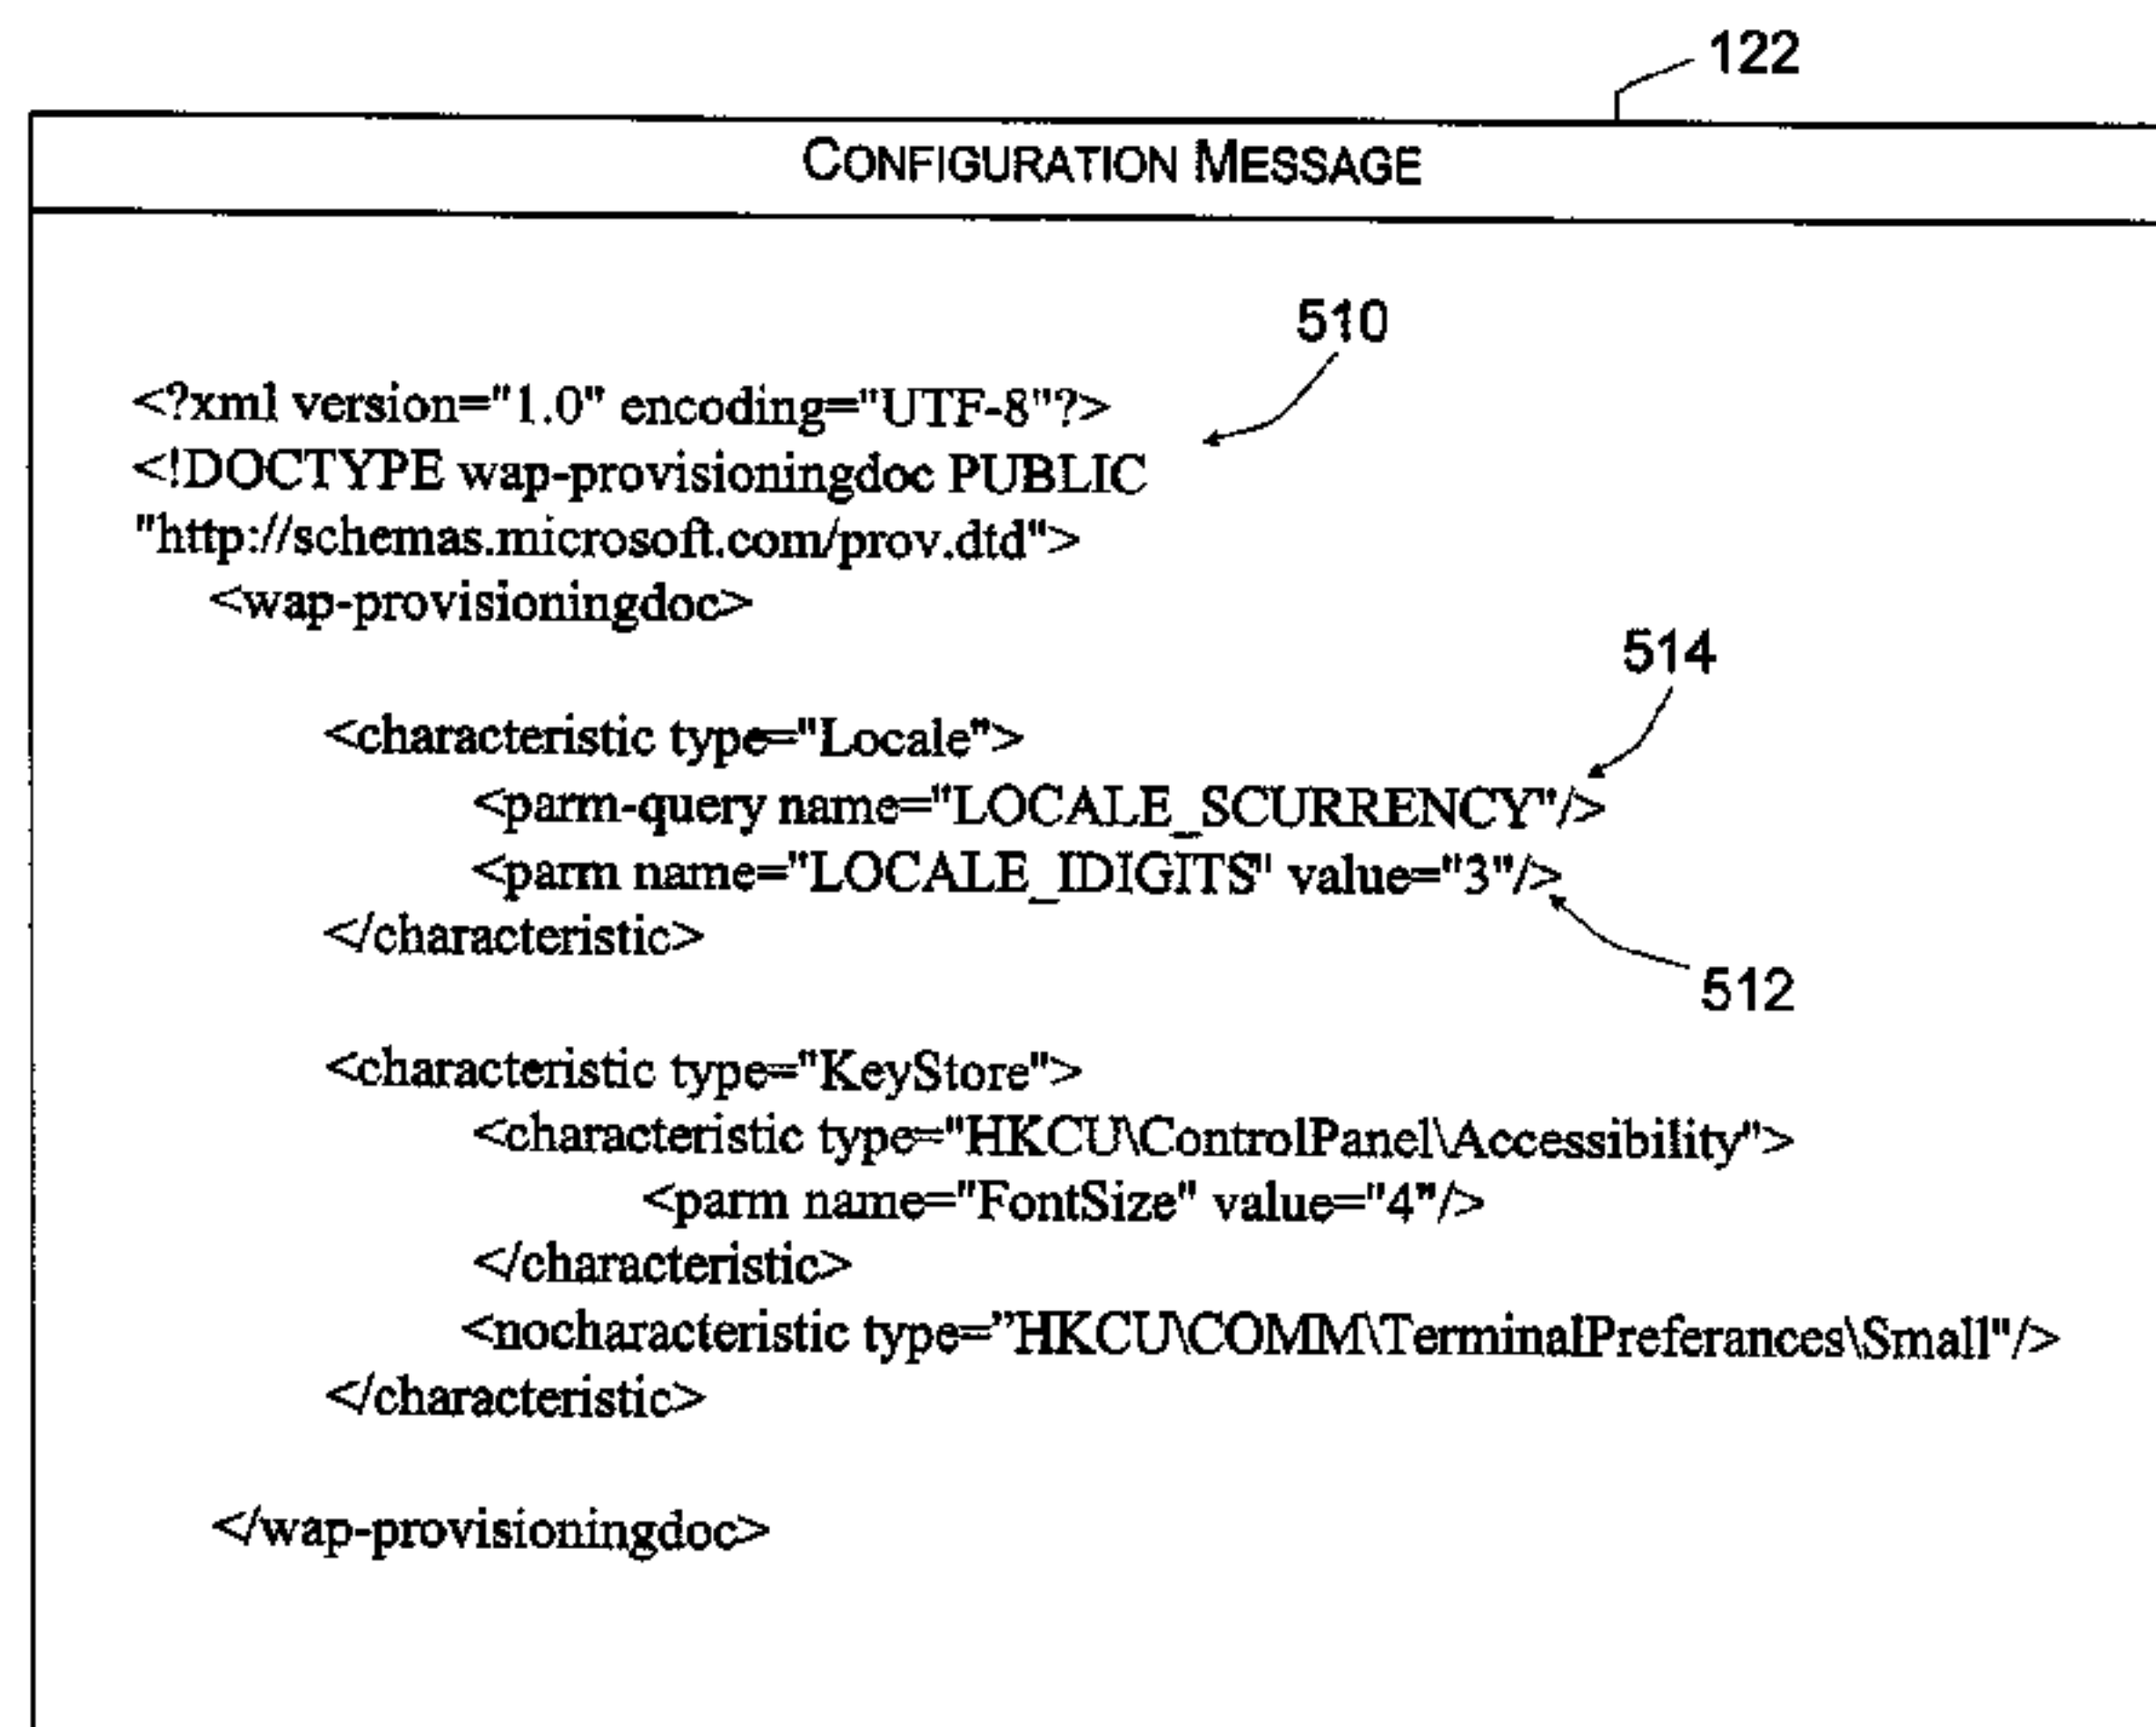 122
CONFIGURATION MESSAGE
510
<?xml version="1.0" encoding="UTF-8"?>
<!DOCTYPE wap-provisioningdoc PUBLIC
"http://schemas.microsoft.com/prov.dtd">
<wap-provisioningdoc>
514
<characteristic type="Locale">
<parm-query name="LOCALE_SCURRENCY"/>
<parm name="LOCALE_IDIGITS" value="3"/>
</characteristic>
512
<characteristic type="KeyStore">
<characteristic type="HKCU\ControlPanel\Accessibility">
<parm name="FontSize" value="4"/>
</characteristic>
<nocharacteristic type=”HKCU\COMM\TerminalPreferances\Small"/>
</characteristic>
</wap-provisioningdoc>